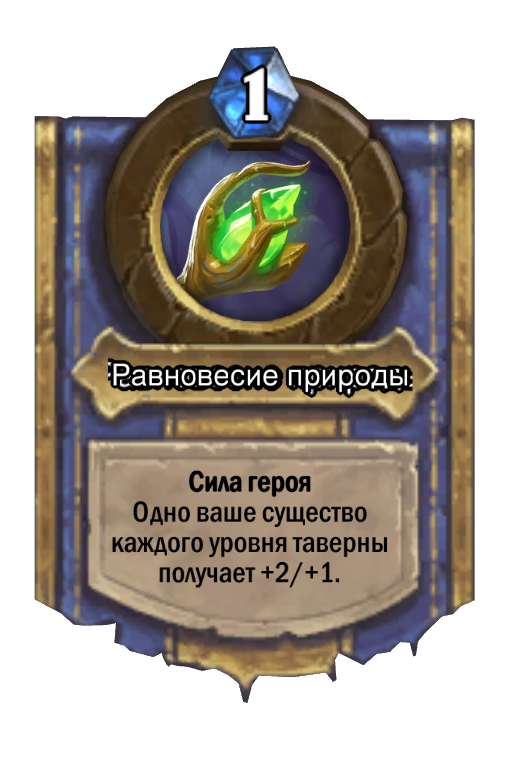 1
Равновесие природы
Сила героя
Одно ваше существо
каждого уровня таверны
получает +2/+1.